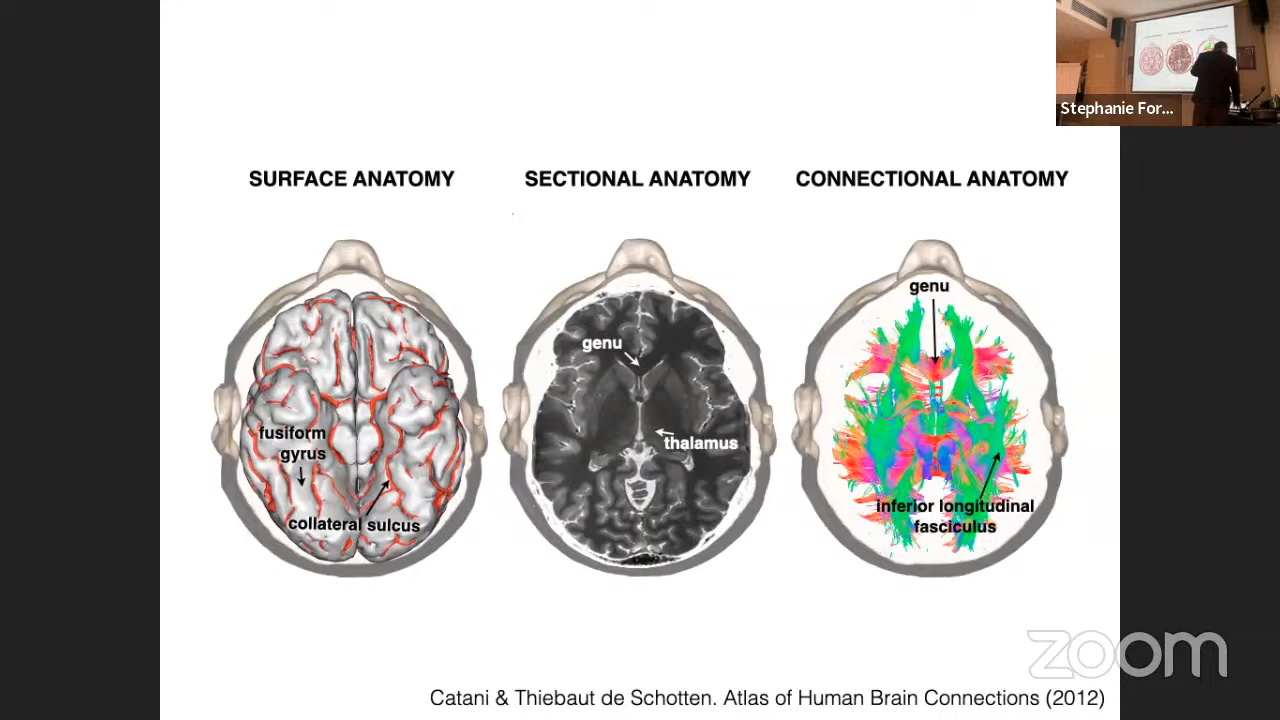 Stephanie For...
SURFACE ANATOMY
SECTIONAL ANATOMY
CONNECTIONAL ANATOMY
fusiform
gyrus
collateral sulcus
genu
thalamus
genu
inferior longitudinal
fasciculus
zoom
Catani & Thiebaut de Schotten. Atlas of Human Brain Connections (2012)